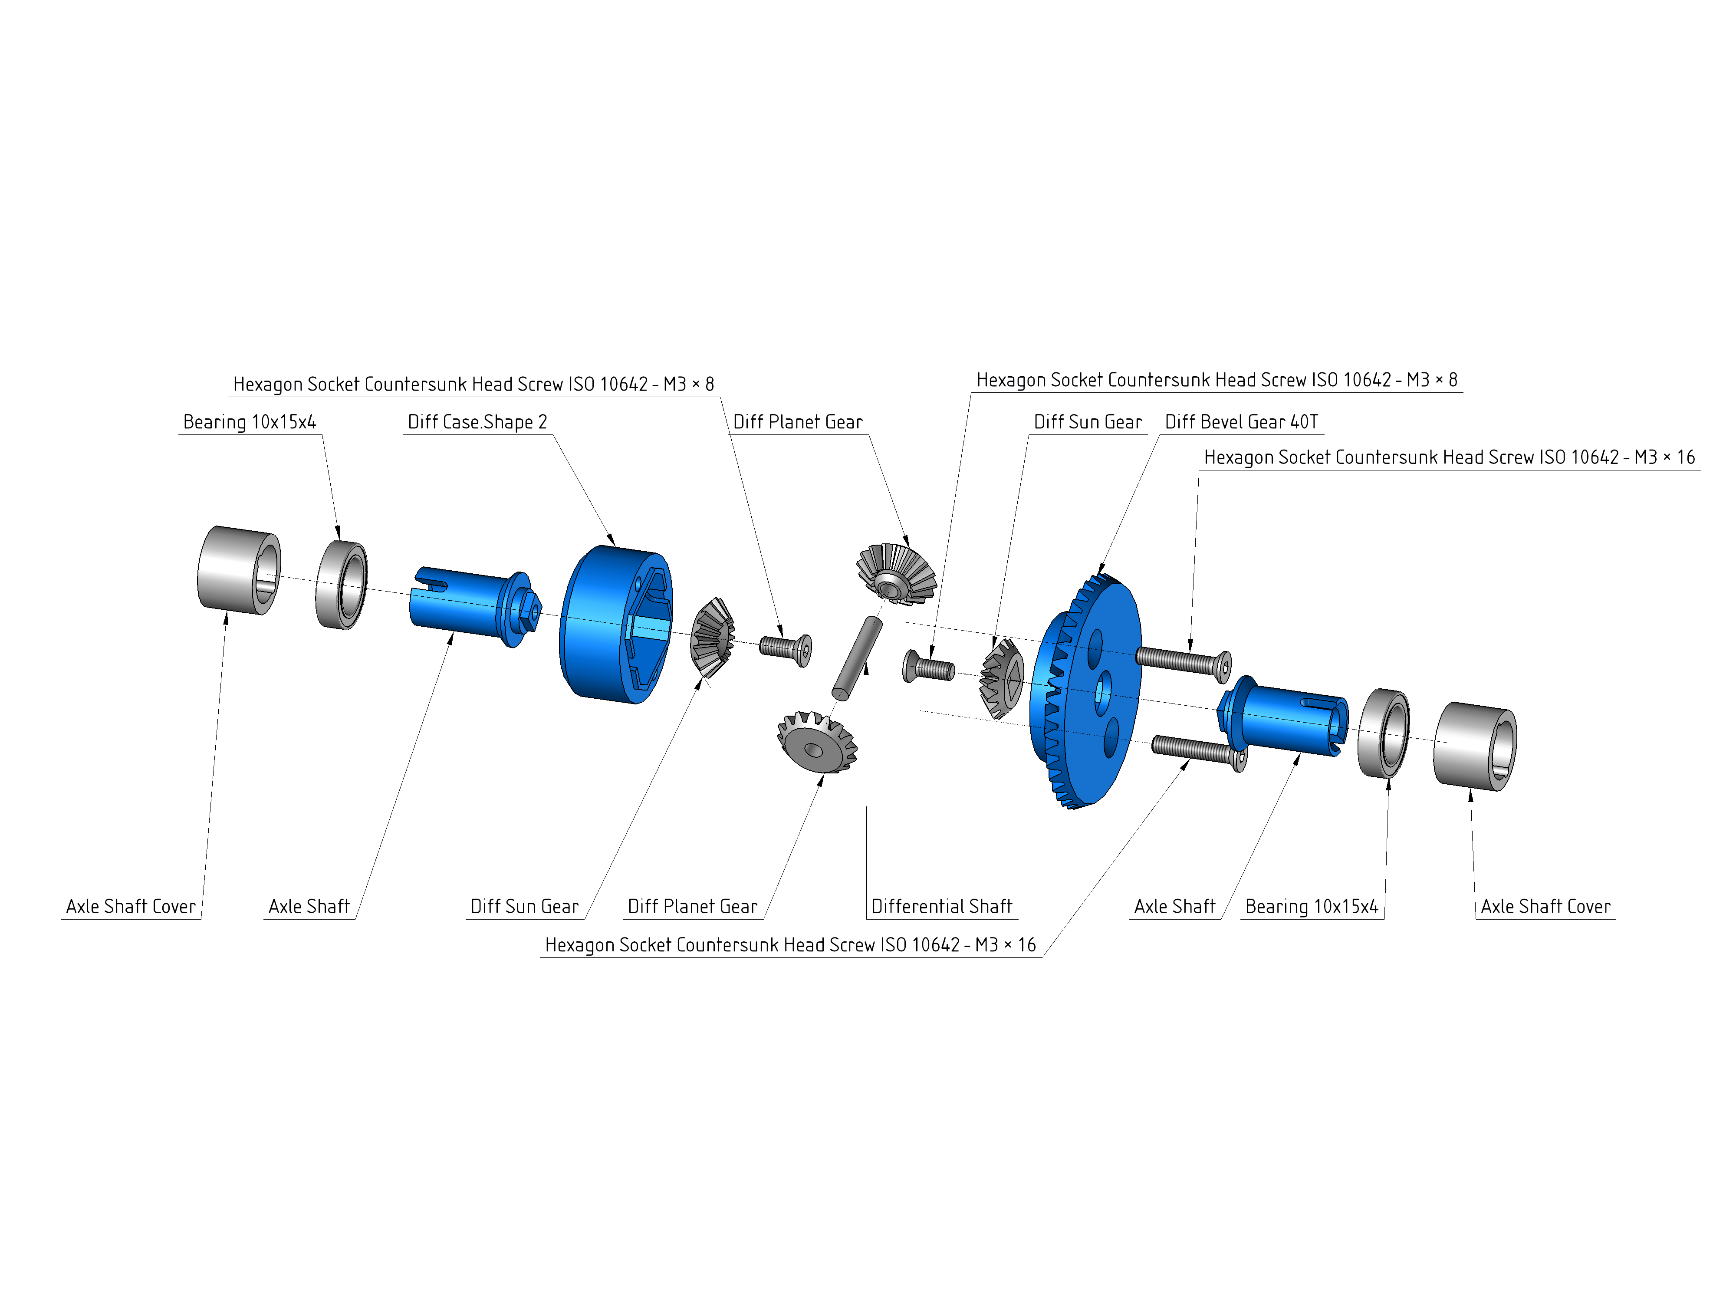 Hexagon Socket Countersunk Head Screw ISO 10642 - M3 × 8
Hexagon Socket Countersunk Head Screw ISO 10642 - M3 × 8
Bearing 10x15x4
Diff Case.Shape 2
Diff Planet Gear
Diff Sun Gear
Diff Bevel Gear 40T
Hexagon Socket Countersunk Head Screw ISO 10642 - M3 × 16
Axle Shaft Cover
Axle Shaft
Diff Sun Gear
Diff Planet Gear
Differential Shaft
Axle Shaft
Bearing 10x15x4
Axle Shaft Cover
Hexagon Socket Countersunk Head Screw ISO 10642 - M3 × 16